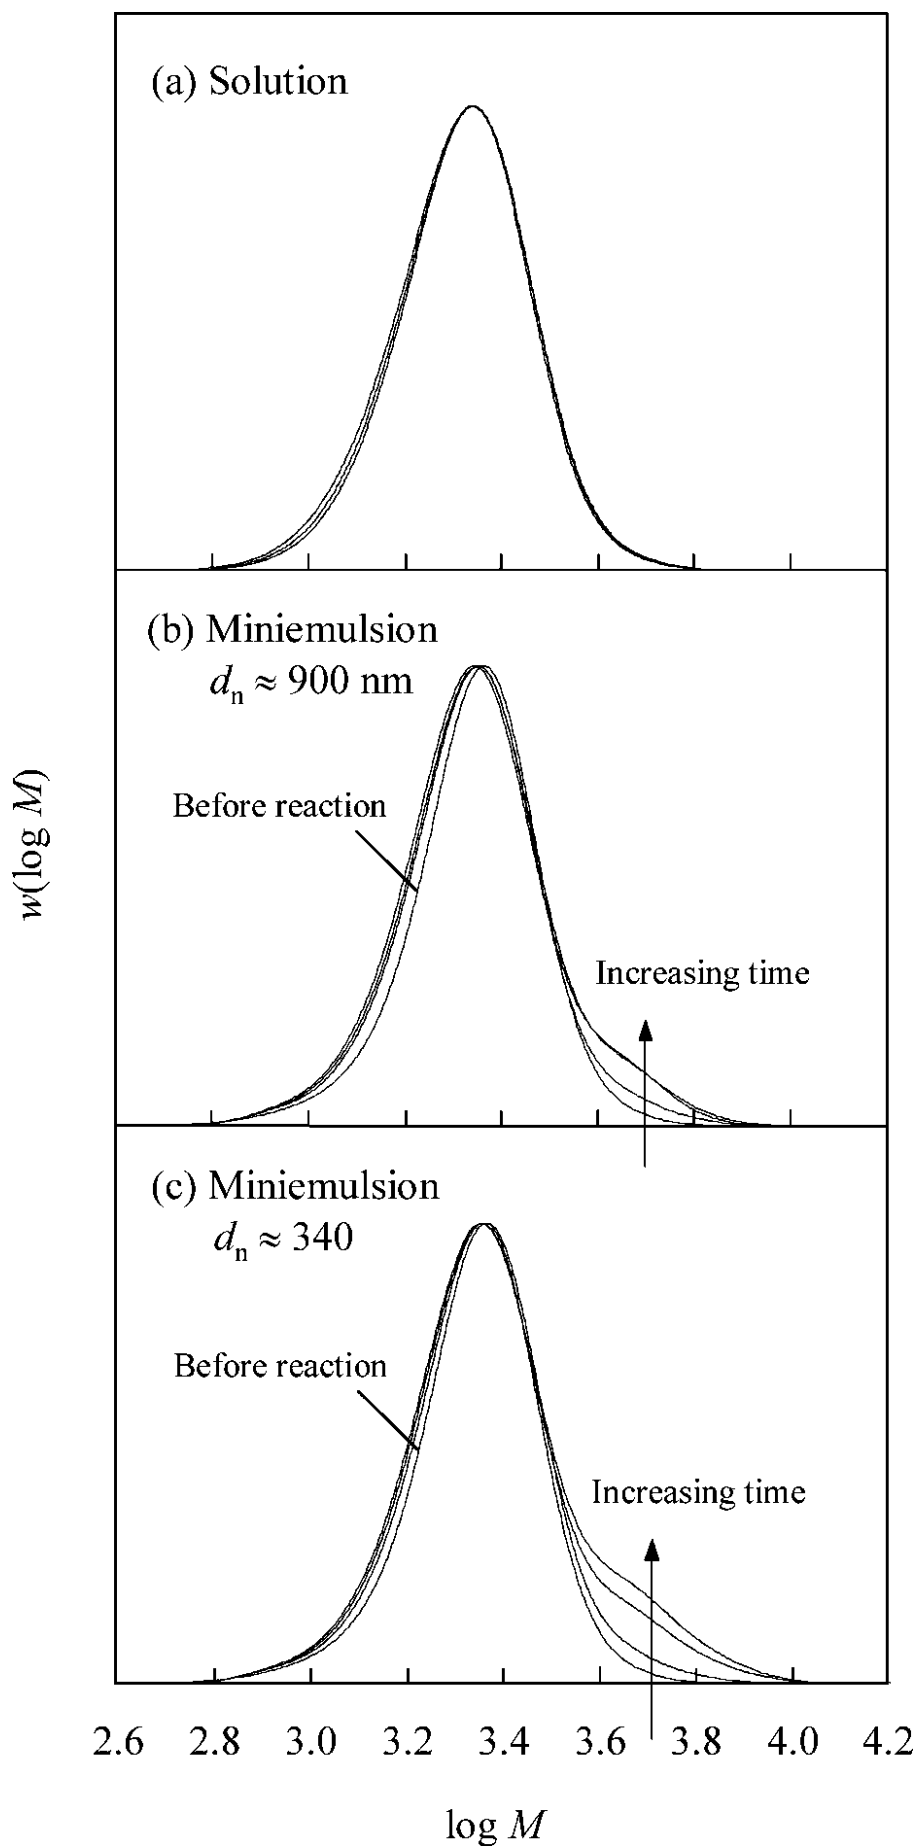 (a) Solution
(b) Miniemulsion
dn ≈ 900 nm
Before reaction
Increasing time
w(log M)
(c) Miniemulsion
dn ≈ 340
Before reaction
Increasing time
2.6 2.8 3.0 3.2 3.4 3.6 3.8 4.0 4.2
log M